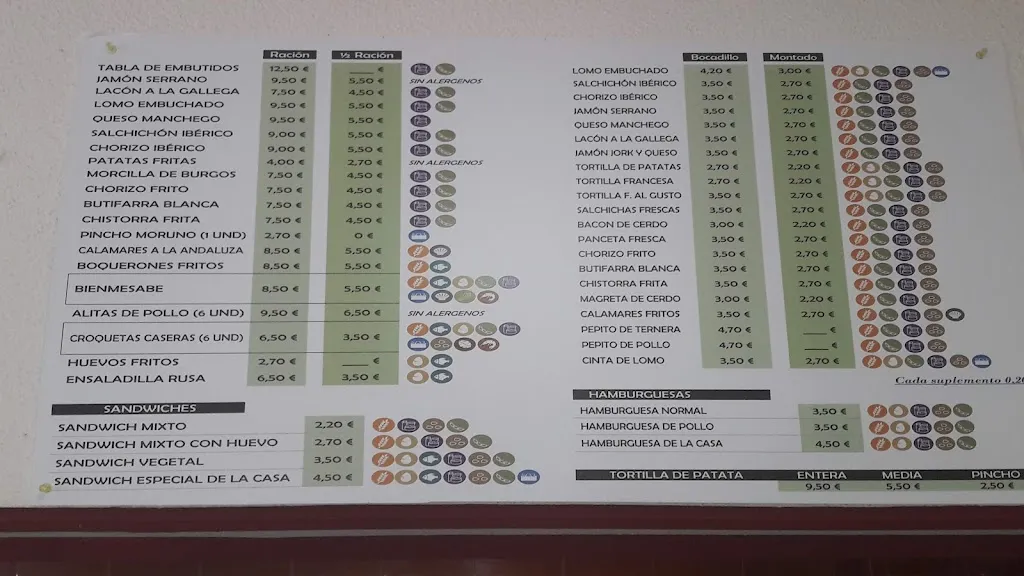 Ración ½ Ración
TABLA DE EMBUTIDOS 12,50 € ___ €
JAMÓN SERRANO 9,50 € 5,50 € SIN ALERGENOS
LACÓN A LA GALLEGA 7,50 € 4,50 €
LOMO EMBUCHADO 9,50 € 5,50 €
QUESO MANCHEGO 9,50 € 5,50 €
SALCHICHÓN IBÉRICO 9,00 € 5,50 €
CHORIZO IBÉRICO 9,00 € 5,50 €
PATATAS FRITAS 4,00 € 2,70 € SIN ALERGENOS
MORCILLA DE BURGOS 7,50 € 4,50 €
CHORIZO FRITO 7,50 € 4,50 €
BUTIFARRA BLANCA 7,50 € 4,50 €
CHISTORRA FRITA 7,50 € 4,50 €
PINCHO MORUNO (1 UND) 2,70 € 0 €
CALAMARES A LA ANDALUZA 8,50 € 5,50 €
BOQUERONES FRITOS 8,50 € 5,50 €
BIENMESABE 8,50 € 5,50 €
ALITAS DE POLLO (6 UND) 9,50 € 6,50 € SIN ALERGENOS
CROQUETAS CASERAS (6 UND) 6,50 € 3,50 €
HUEVOS FRITOS 2,70 € ___ €
ENSALADILLA RUSA 6,50 € 3,50 €
SANDWICHES
SANDWICH MIXTO 2,20 €
SANDWICH MIXTO CON HUEVO 2,70 €
SANDWICH VEGETAL 3,50 €
SANDWICH ESPECIAL DE LA CASA 4,50 €
Bocadillo Montado
LOMO EMBUCHADO 4,20 € 3,00 €
SALCHICHÓN IBÉRICO 3,50 € 2,70 €
CHORIZO IBÉRICO 3,50 € 2,70 €
JAMÓN SERRANO 3,50 € 2,70 €
QUESO MANCHEGO 3,50 € 2,70 €
LACÓN A LA GALLEGA 3,50 € 2,70 €
JAMÓN JORK Y QUESO 3,50 € 2,70 €
TORTILLA DE PATATAS 2,70 € 2,20 €
TORTILLA FRANCESA 2,70 € 2,20 €
TORTILLA F. AL GUSTO 3,50 € 2,70 €
SALCHICHAS FRESCAS 3,50 € 2,70 €
BACON DE CERDO 3,00 € 2,20 €
PANCETA FRESCA 3,50 € 2,70 €
CHORIZO FRITO 3,50 € 2,70 €
BUTIFARRA BLANCA 3,50 € 2,70 €
CHISTORRA FRITA 3,50 € 2,70 €
MAGRETA DE CERDO 3,00 € 2,20 €
CALAMARES FRITOS 3,50 € 2,70 €
PEPITO DE TERNERA 4,70 € ___ €
PEPITO DE POLLO 4,70 € ___ €
CINTA DE LOMO 3,50 € 2,70 €
Cada suplemento 0,20
HAMBURGUESAS
HAMBURGUESA NORMAL 3,50 €
HAMBURGUESA DE POLLO 3,50 €
HAMBURGUESA DE LA CASA 4,50 €
TORTILLA DE PATATA ENTERA MEDIA PINCHO
9,50 € 5,50 € 2,50 €